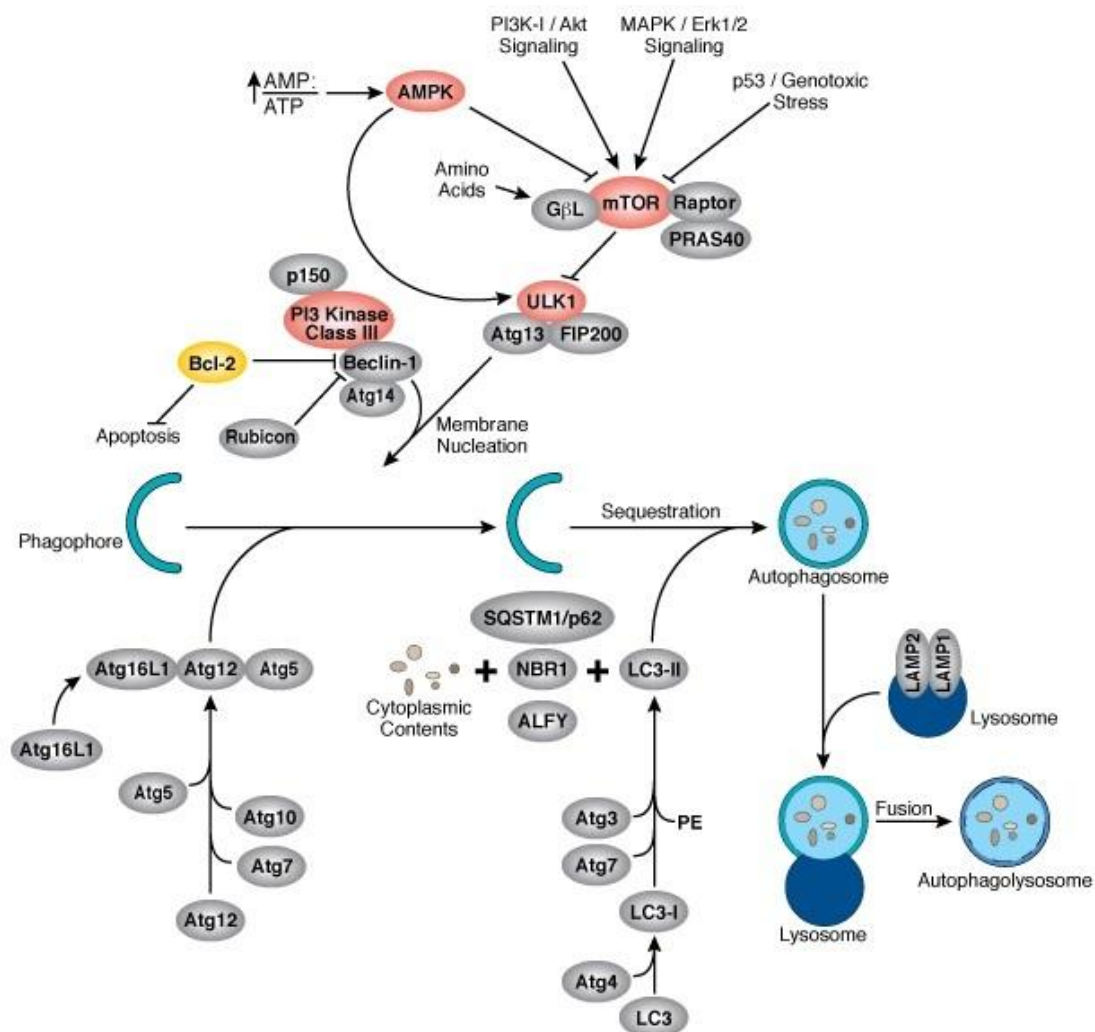 PI3K-I / Akt
Signaling
MAPK / Erk1/2
Signaling
p53 / Genotoxic
Stress
AMP:
ATP
AMPK
Amino
Acids
GβL
mTOR
Raptor
PRAS40
p150
PI3 Kinase
Class III
ULK1
Atg13
FIP200
Bcl-2
Beclin-1
Atg14
Apoptosis
Rubicon
Membrane
Nucleation
Phagophore
Sequestration
Autophagosome
SQSTM1/p62
Atg16L1
Atg12
Atg5
+
NBR1
+
LC3-II
LAMP2
LAMP1
Cytoplasmic
Contents
ALFY
Lysosome
Atg16L1
Atg5
Atg10
Atg7
Atg12
Atg3
PE
Atg7
LC3-I
Atg4
LC3
Fusion
Autophagolysosome
Lysosome